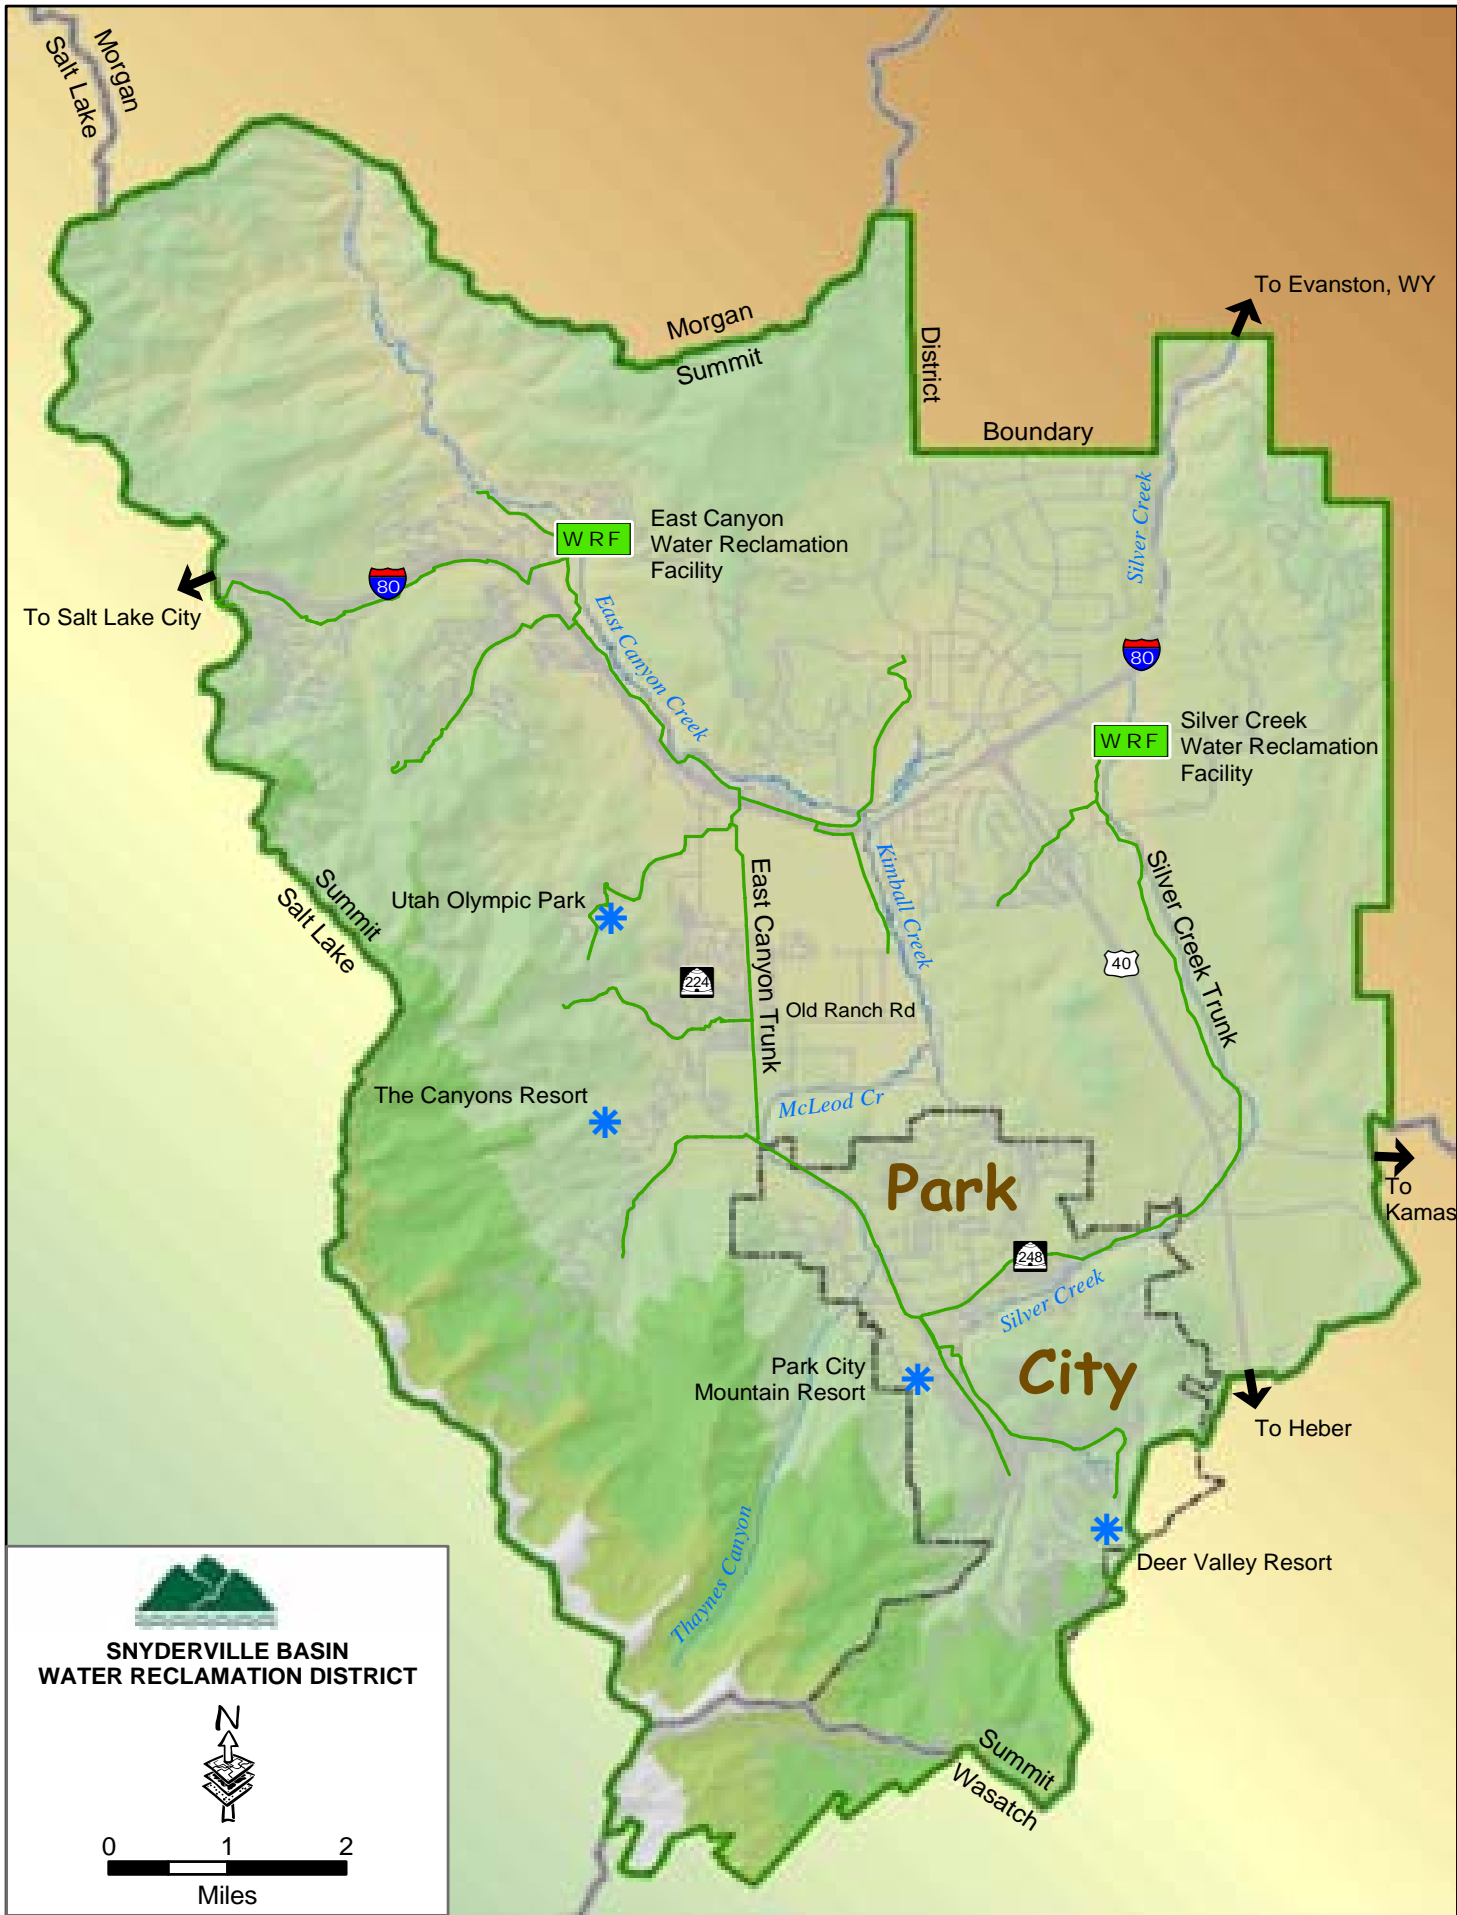 Morgan
Salt Lake
To Evanston, WY
Morgan
Summit
District
Boundary
Silver Creek
WRF
East Canyon
Water Reclamation
Facility
80
To Salt Lake City
East Canyon Creek
80
WRF
Silver Creek
Water Reclamation
Facility
Summit
Salt Lake
Utah Olympic Park
East Canyon Trunk
Kimball Creek
Silver Creek Trunk
40
224
Old Ranch Rd
The Canyons Resort
McLeod Cr
Park
To
Kamas
248
Silver Creek
Park City
Mountain Resort
City
To Heber
Thaynes Canyon
Deer Valley Resort
SNYDERVILLE BASIN
WATER RECLAMATION DISTRICT
N
0 1 2
Miles
Summit
Wasatch